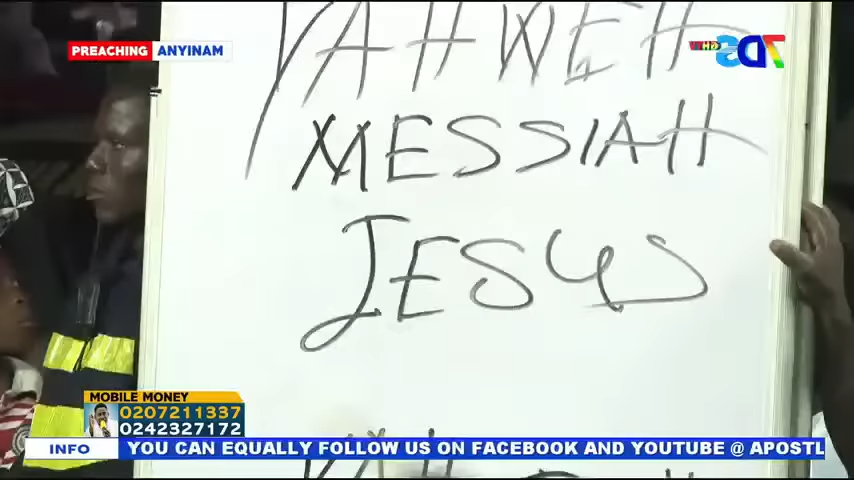 PREACHING ANYINAM
YAHWEH
MESSIAH
JESUS
MOBILE MONEY
0207211337
0242327172
INFO YOU CAN EQUALLY FOLLOW US ON FACEBOOK AND YOUTUBE @ APOSTL